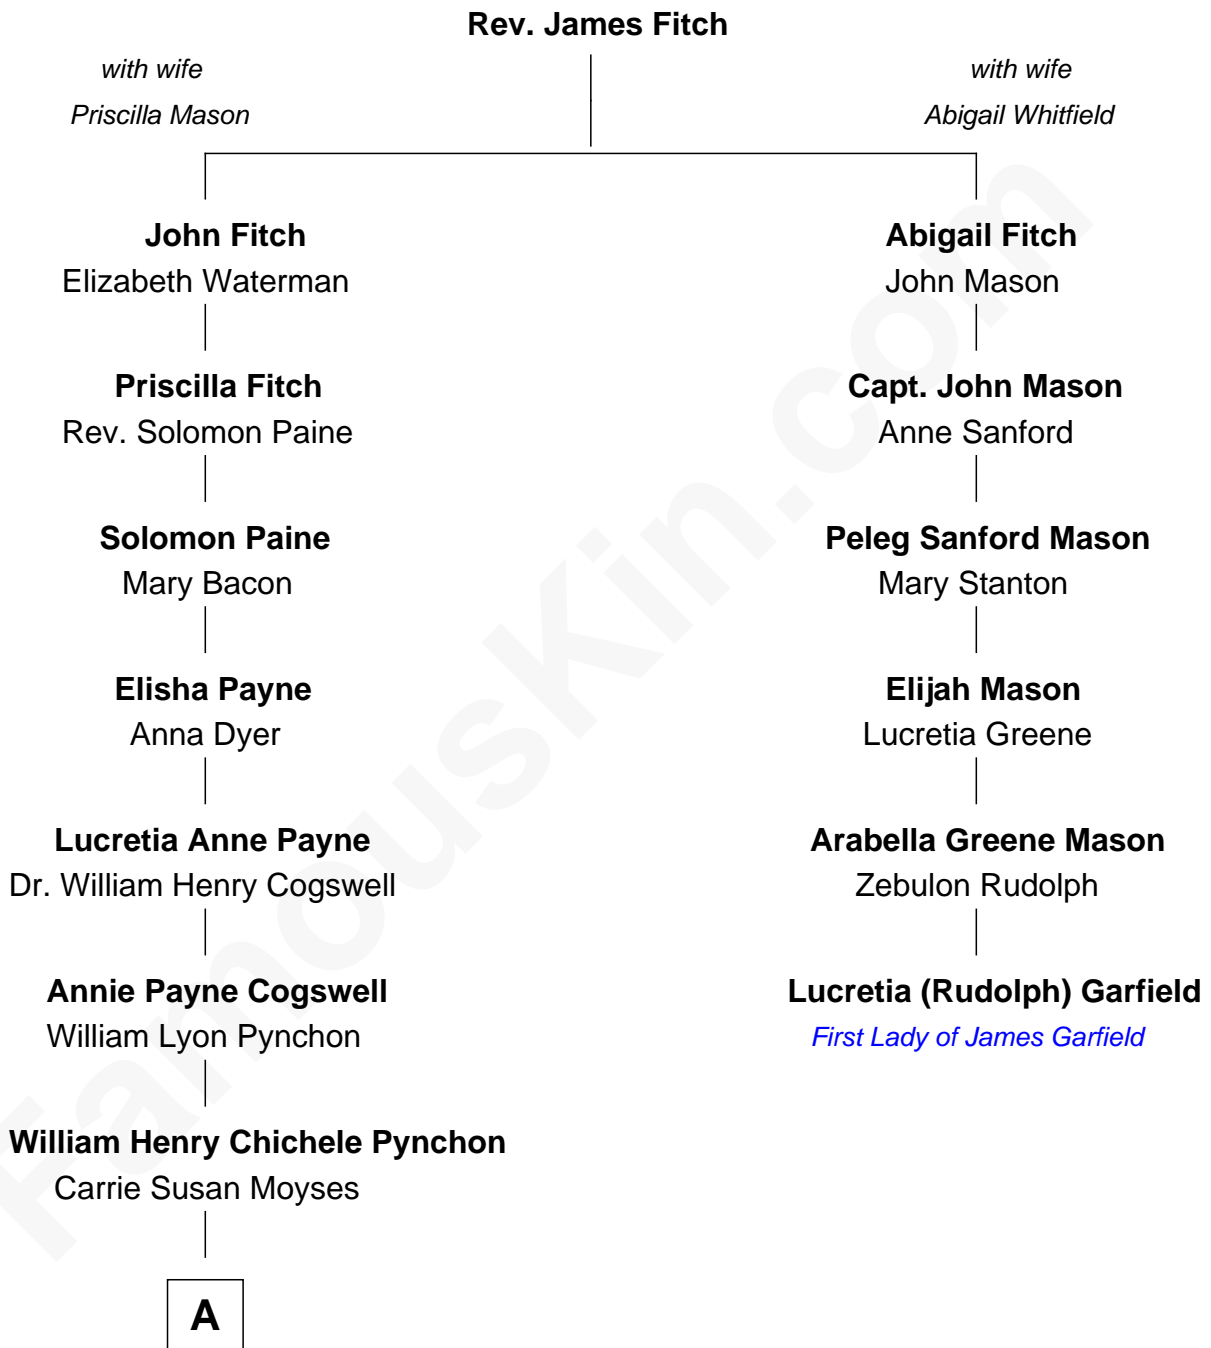 Rev. James Fitch
with wife
Priscilla Mason
with wife
Abigail Whitfield
John Fitch
Elizabeth Waterman
Abigail Fitch
John Mason
Priscilla Fitch
Rev. Solomon Paine
Capt. John Mason
Anne Sanford
Solomon Paine
Mary Bacon
Peleg Sanford Mason
Mary Stanton
Elisha Payne
Anna Dyer
Elijah Mason
Lucretia Greene
Lucretia Anne Payne
Dr. William Henry Cogswell
Arabella Greene Mason
Zebulon Rudolph
Annie Payne Cogswell
William Lyon Pynchon
Lucretia (Rudolph) Garfield
First Lady of James Garfield
William Henry Chichele Pynchon
Carrie Susan Moyses
A
FamousKin.com